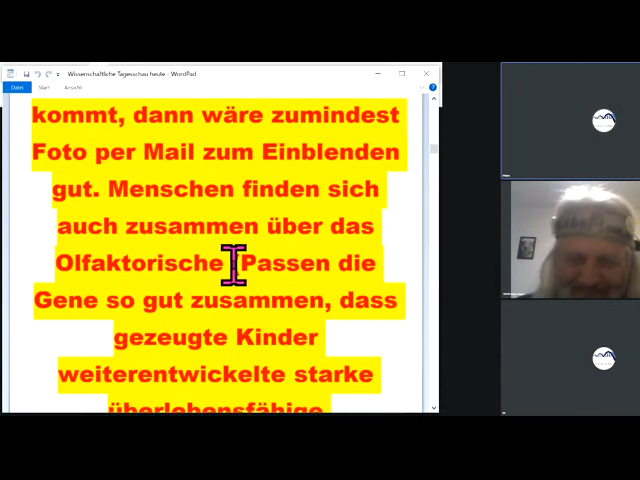 Wissenschaftliche Tagesschau heute - WordPad
Datei Start Ansicht
kommt, dann wäre zumindest
Foto per Mail zum Einblenden
gut. Menschen finden sich
auch zusammen über das
Olfaktorische (Passen die
Gene so gut zusammen, dass
gezeugte Kinder
weiterentwickelte starke
überlebensfähige